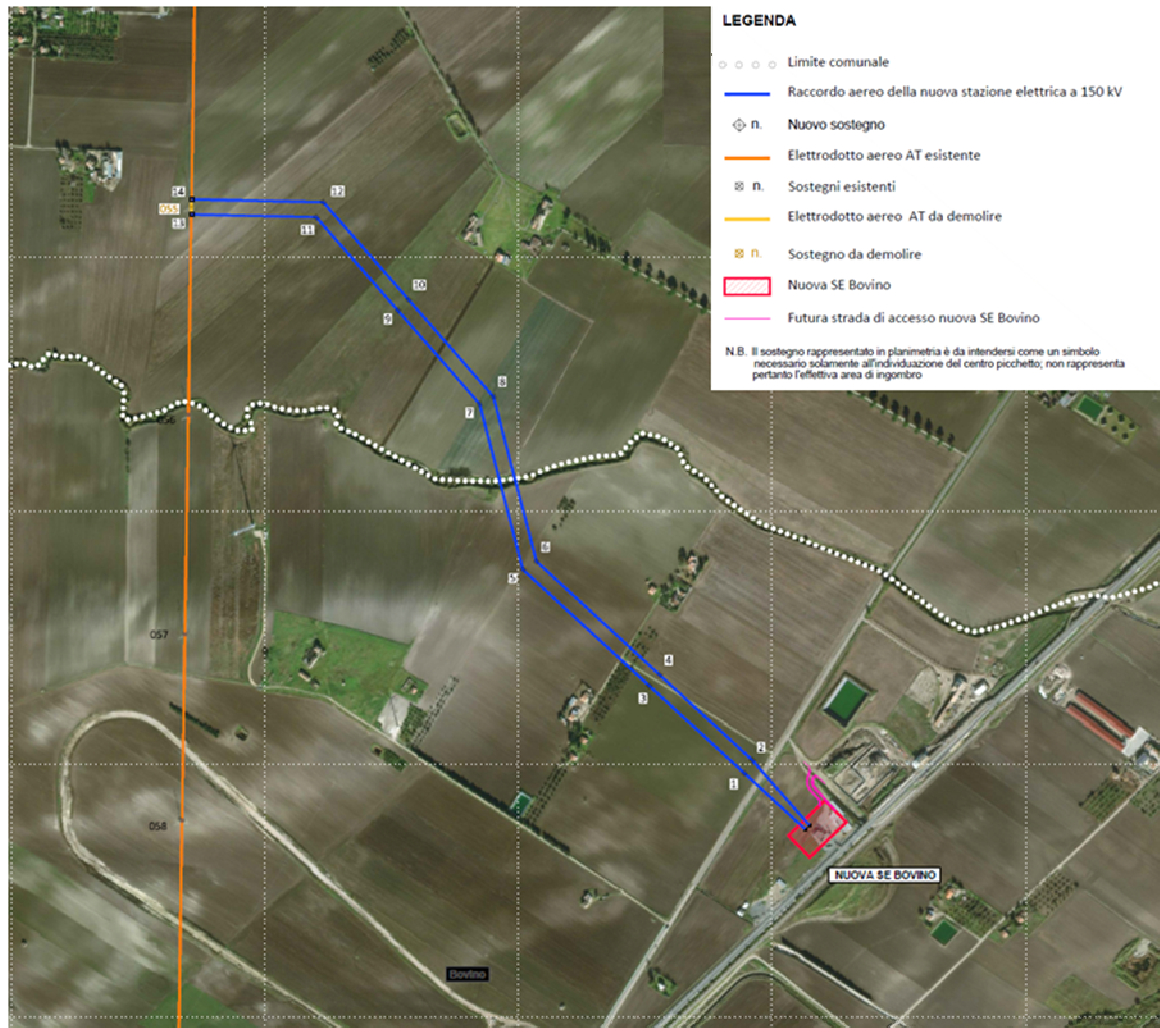 LEGENDA
Limite comunale
Raccordo aereo della nuova stazione elettrica a 150 kV
n. Nuovo sostegno
Elettrodotto aereo AT esistente
n. Sostegni esistenti
Elettrodotto aereo AT da demolire
n. Sostegno da demolire
Nuova SE Bovino
Futura strada di accesso nuova SE Bovino
N.B. Il sostegno rappresentato in planimetria è da intendersi come un simbolo
necessario solamente all'individuazione del centro picchetto; non rappresenta
pertanto l'effettiva area di ingombro
14
12
055
13
11
10
9
8
7
056
6
5
057
4
3
2
1
058
NUOVA SE BOVINO
Bovino